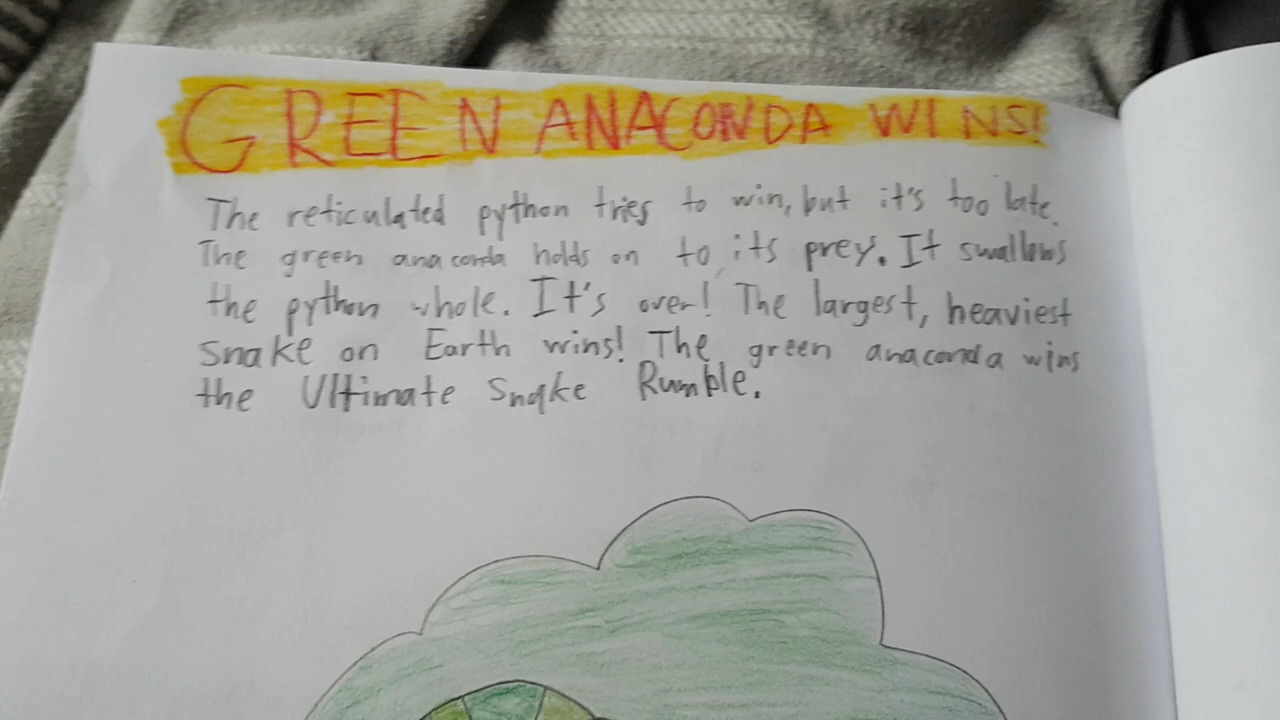 GREEN ANACONDA WINS!
The reticulated python tries to win, but it's too late.
The green anaconda holds on to its prey. It swallows
the python whole. It's over! The largest, heaviest
snake on Earth wins! The green anaconda wins
the Ultimate Snake Rumble.